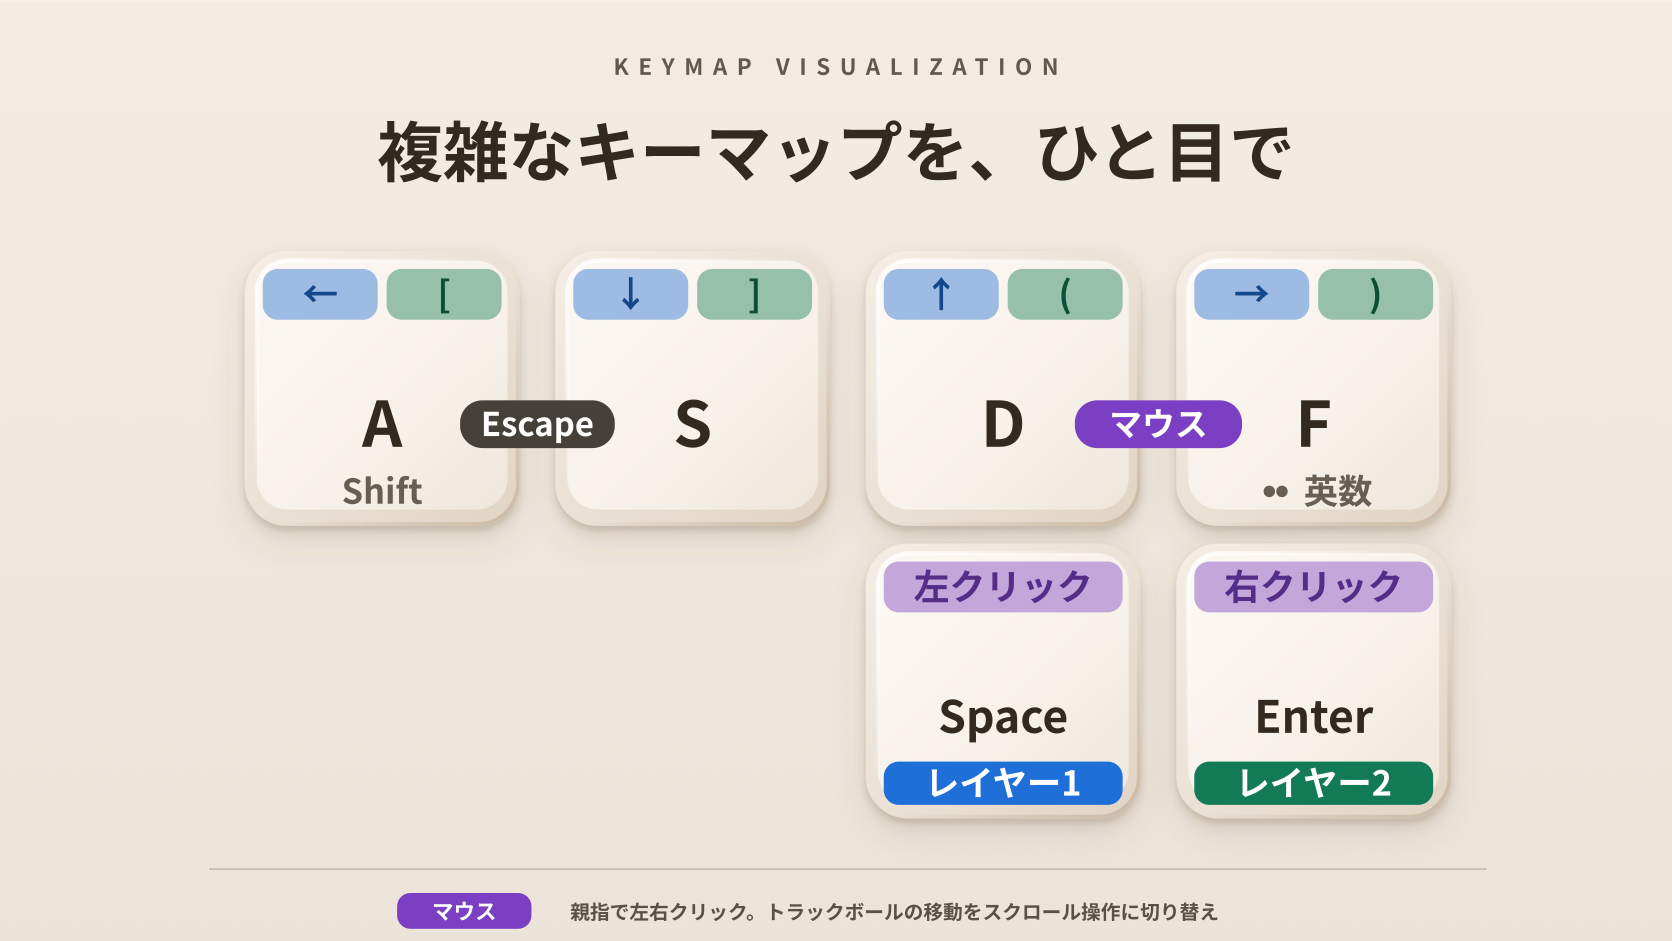 KEYMAP VISUALIZATION
複雑なキーマップを、ひと目で
← [
↓ ]
↑ (
→ )
A Escape S
D マウス F
Shift
•• 英数
左クリック
右クリック
Space
Enter
レイヤー1
レイヤー2
マウス 親指で左右クリック。トラックボールの移動をスクロール操作に切り替え